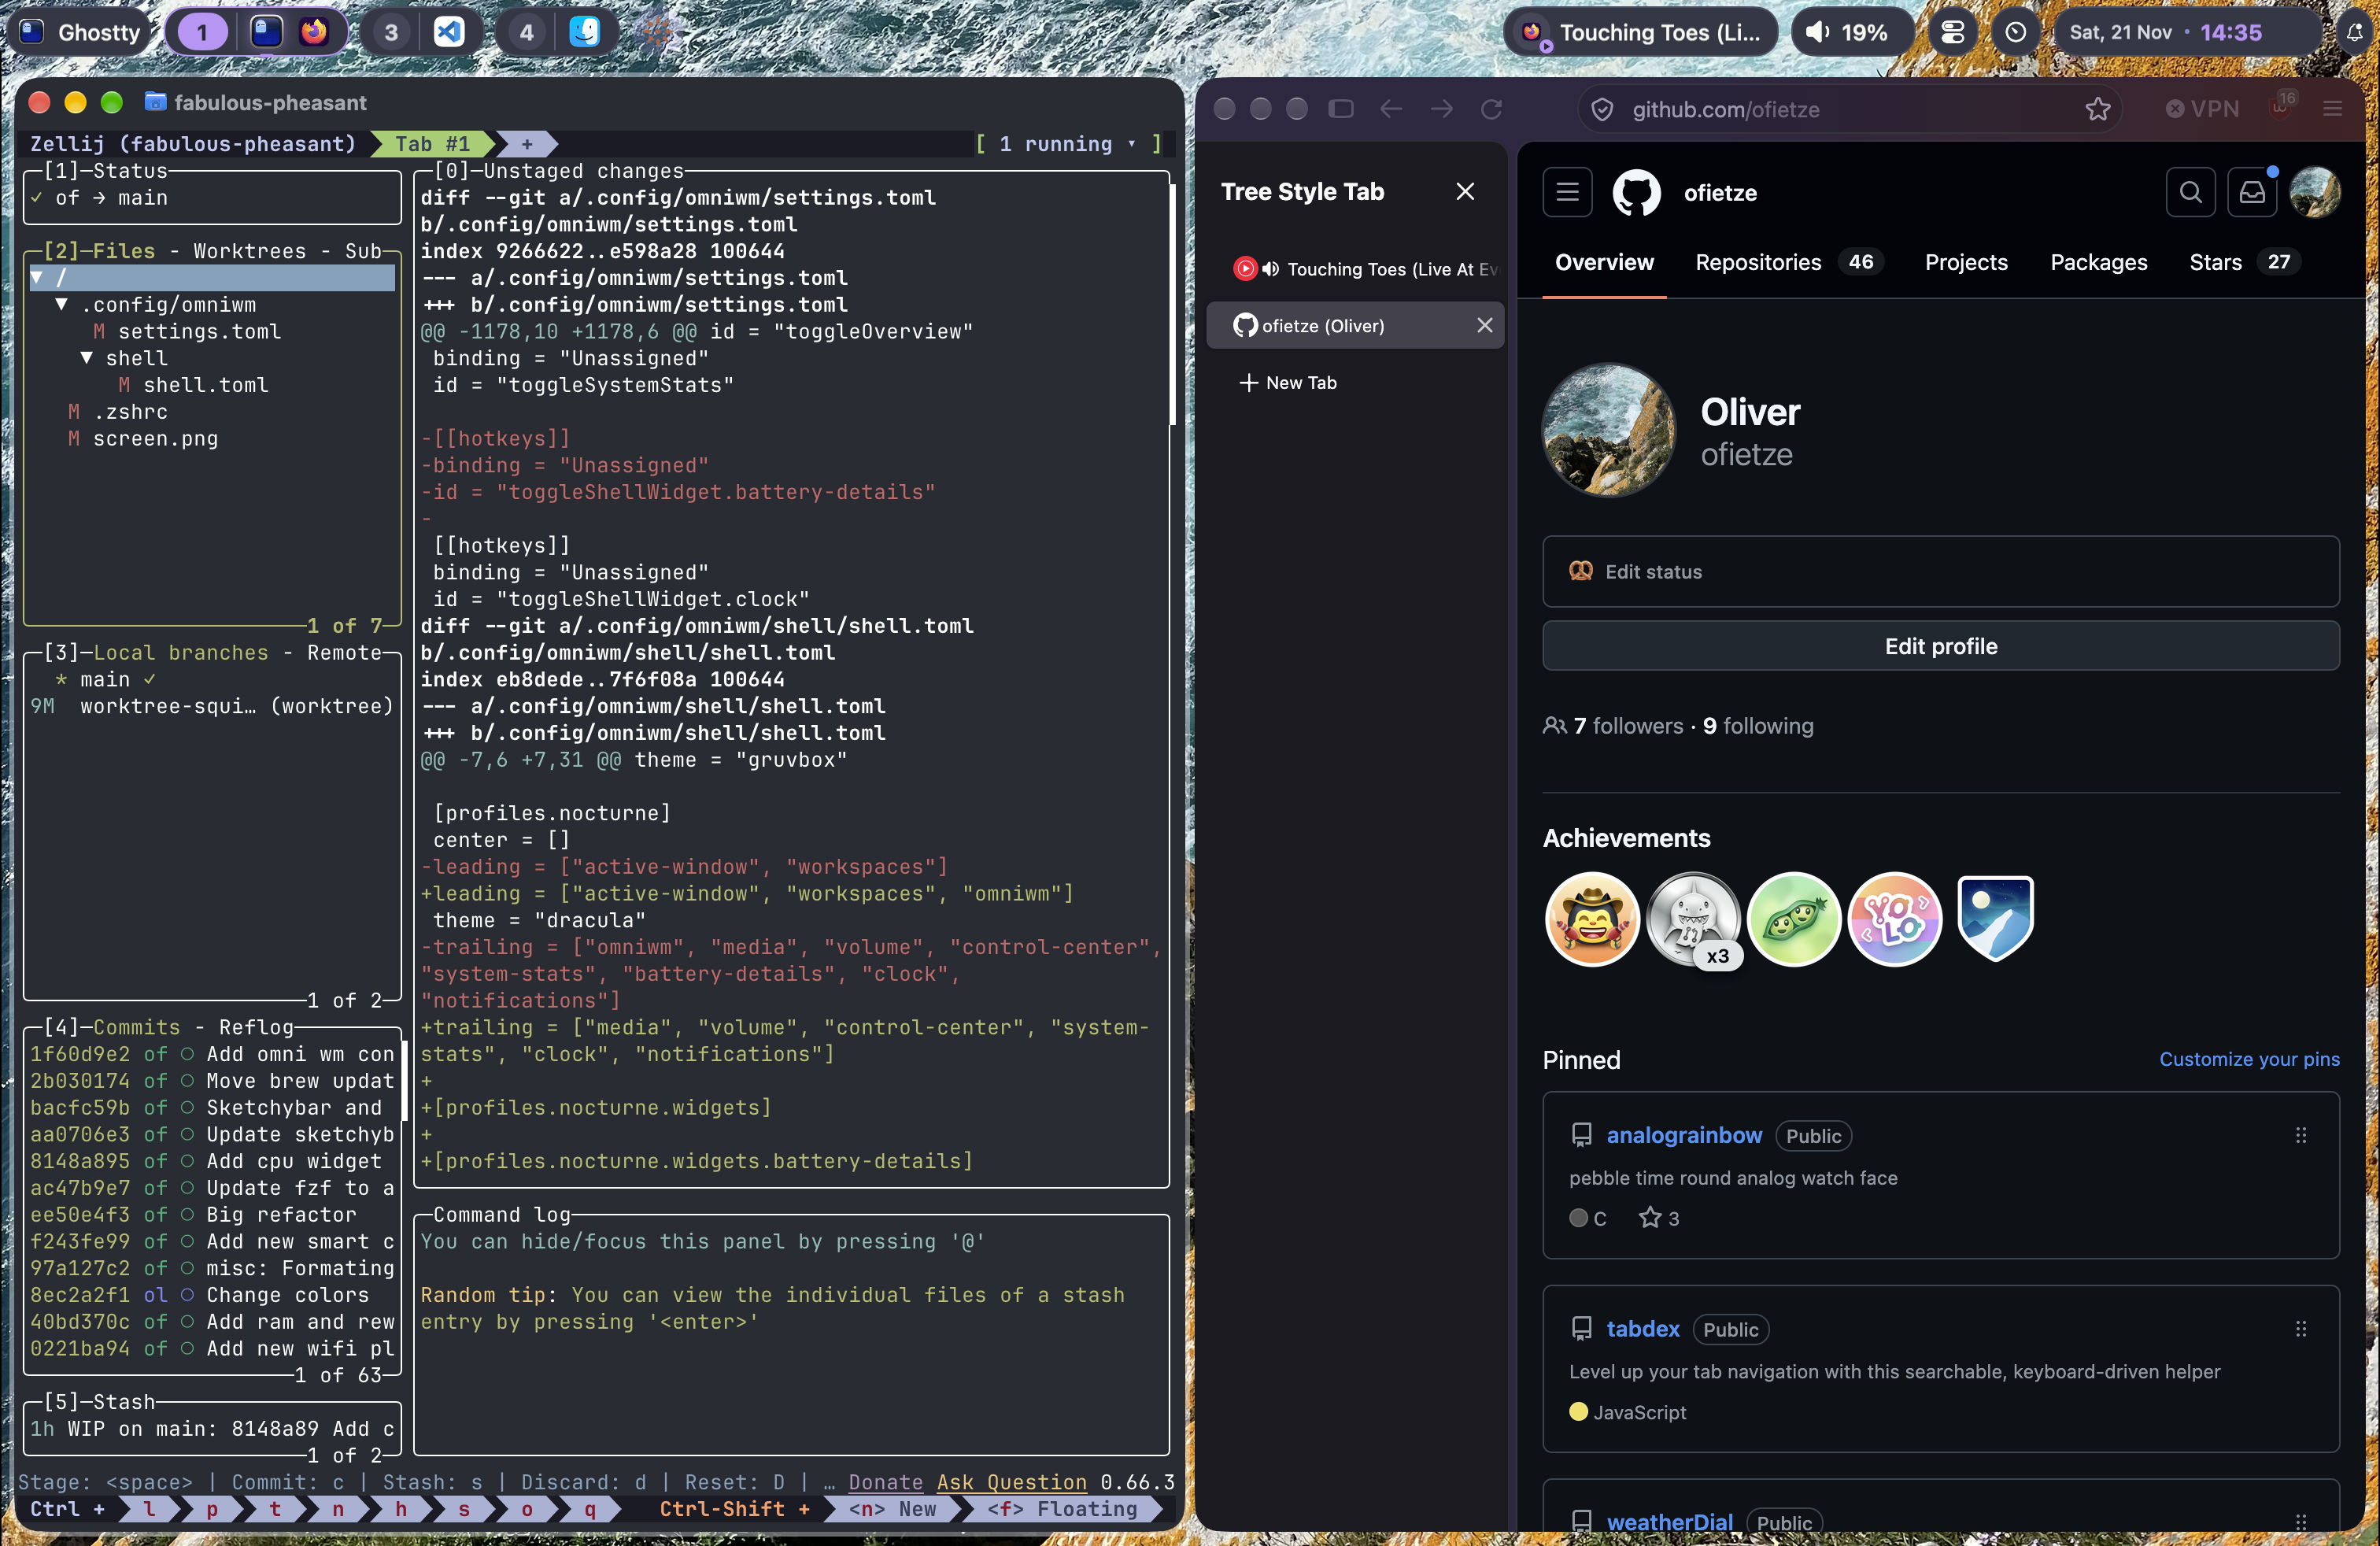 Ghostty 1 3 4 Touching Toes (Li... 19% Sat, 21 Nov • 14:35
fabulous-pheasant
Zellij (fabulous-pheasant) Tab #1 + [ 1 running ▾ ]
[1]─Status
✓ of → main
[2]─Files - Worktrees - Sub
▼ /
▼ .config/omniwm
M settings.toml
▼ shell
M shell.toml
M .zshrc
M screen.png
1 of 7
[3]─Local branches - Remote
* main ✓
9M worktree-squi… (worktree)
1 of 2
[4]─Commits - Reflog
1f60d9e2 of ○ Add omni wm con
2b030174 of ○ Move brew updat
bacfc59b of ○ Sketchybar and
aa0706e3 of ○ Update sketchyb
8148a895 of ○ Add cpu widget
ac47b9e7 of ○ Update fzf to a
ee50e4f3 of ○ Big refactor
f243fe99 of ○ Add new smart c
97a127c2 of ○ misc: Formating
8ec2a2f1 ol ○ Change colors
40bd370c of ○ Add ram and rew
0221ba94 of ○ Add new wifi pl
1 of 63
[5]─Stash
1h WIP on main: 8148a89 Add c
1 of 2
[0]─Unstaged changes
diff --git a/.config/omniwm/settings.toml
b/.config/omniwm/settings.toml
index 9266622..e598a28 100644
--- a/.config/omniwm/settings.toml
+++ b/.config/omniwm/settings.toml
@@ -1178,10 +1178,6 @@ id = "toggleOverview"
binding = "Unassigned"
id = "toggleSystemStats"
-[[hotkeys]]
-binding = "Unassigned"
-id = "toggleShellWidget.battery-details"
-
[[hotkeys]]
binding = "Unassigned"
id = "toggleShellWidget.clock"
diff --git a/.config/omniwm/shell/shell.toml
b/.config/omniwm/shell/shell.toml
index eb8dede..7f6f08a 100644
--- a/.config/omniwm/shell/shell.toml
+++ b/.config/omniwm/shell/shell.toml
@@ -7,6 +7,31 @@ theme = "gruvbox"
[profiles.nocturne]
center = []
-leading = ["active-window", "workspaces"]
+leading = ["active-window", "workspaces", "omniwm"]
theme = "dracula"
-trailing = ["omniwm", "media", "volume", "control-center",
"system-stats", "battery-details", "clock",
"notifications"]
+trailing = ["media", "volume", "control-center", "system-
stats", "clock", "notifications"]
+
+[profiles.nocturne.widgets]
+
+[profiles.nocturne.widgets.battery-details]
Command log
You can hide/focus this panel by pressing '@'
Random tip: You can view the individual files of a stash
entry by pressing '<enter>'
Stage: <space> | Commit: c | Stash: s | Discard: d | Reset: D | … Donate Ask Question 0.66.3
Ctrl + l p t n h s o q Ctrl-Shift + <n> New <f> Floating
github.com/ofietze VPN 16
Tree Style Tab
Touching Toes (Live At Ev
ofietze (Oliver)
+ New Tab
ofietze
Overview Repositories 46 Projects Packages Stars 27
Oliver
ofietze
Edit status
Edit profile
7 followers · 9 following
Achievements
x3 YOLO
Pinned Customize your pins
analograinbow Public
pebble time round analog watch face
C 3
tabdex Public
Level up your tab navigation with this searchable, keyboard-driven helper
JavaScript
weatherDial Public